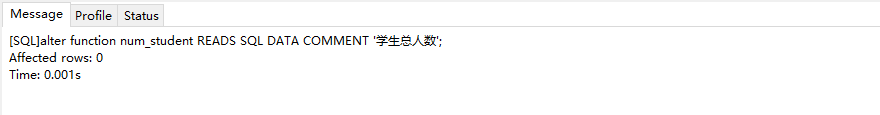 Message Profile Status
[SQL]alter function num_student READS SQL DATA COMMENT '学生总人数';
Affected rows: 0
Time: 0.001s